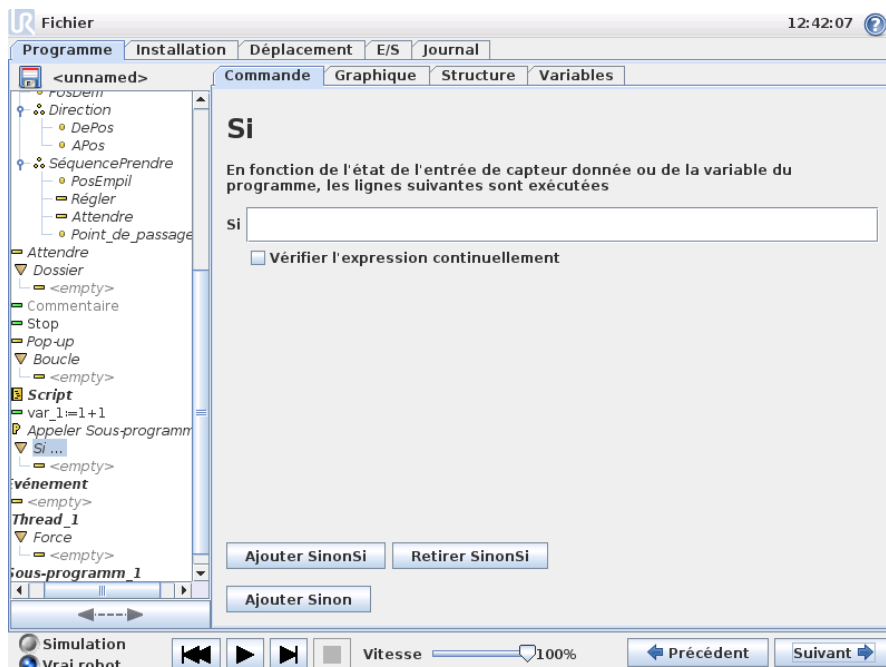 Fichier
12:42:07
Programme Installation Déplacement E/S Journal
<unnamed>
Commande Graphique Structure Variables
PosDém
Direction
DePos
APos
SéquencePrendre
PosEmpil
Régler
Attendre
Point_de_passage
Attendre
Dossier
<empty>
Commentaire
Stop
Pop-up
Boucle
<empty>
Script
var_1:=1+1
Appeler Sous-programm
Si ...
<empty>
Evénement
<empty>
Thread_1
Force
<empty>
Sous-programm_1
Si
En fonction de l'état de l'entrée de capteur donnée ou de la variable du
programme, les lignes suivantes sont exécutées
Si
Vérifier l'expression continuellement
Ajouter SinonSi Retirer SinonSi
Ajouter Sinon
Simulation
Vrai robot
Vitesse 100%
Précédent Suivant